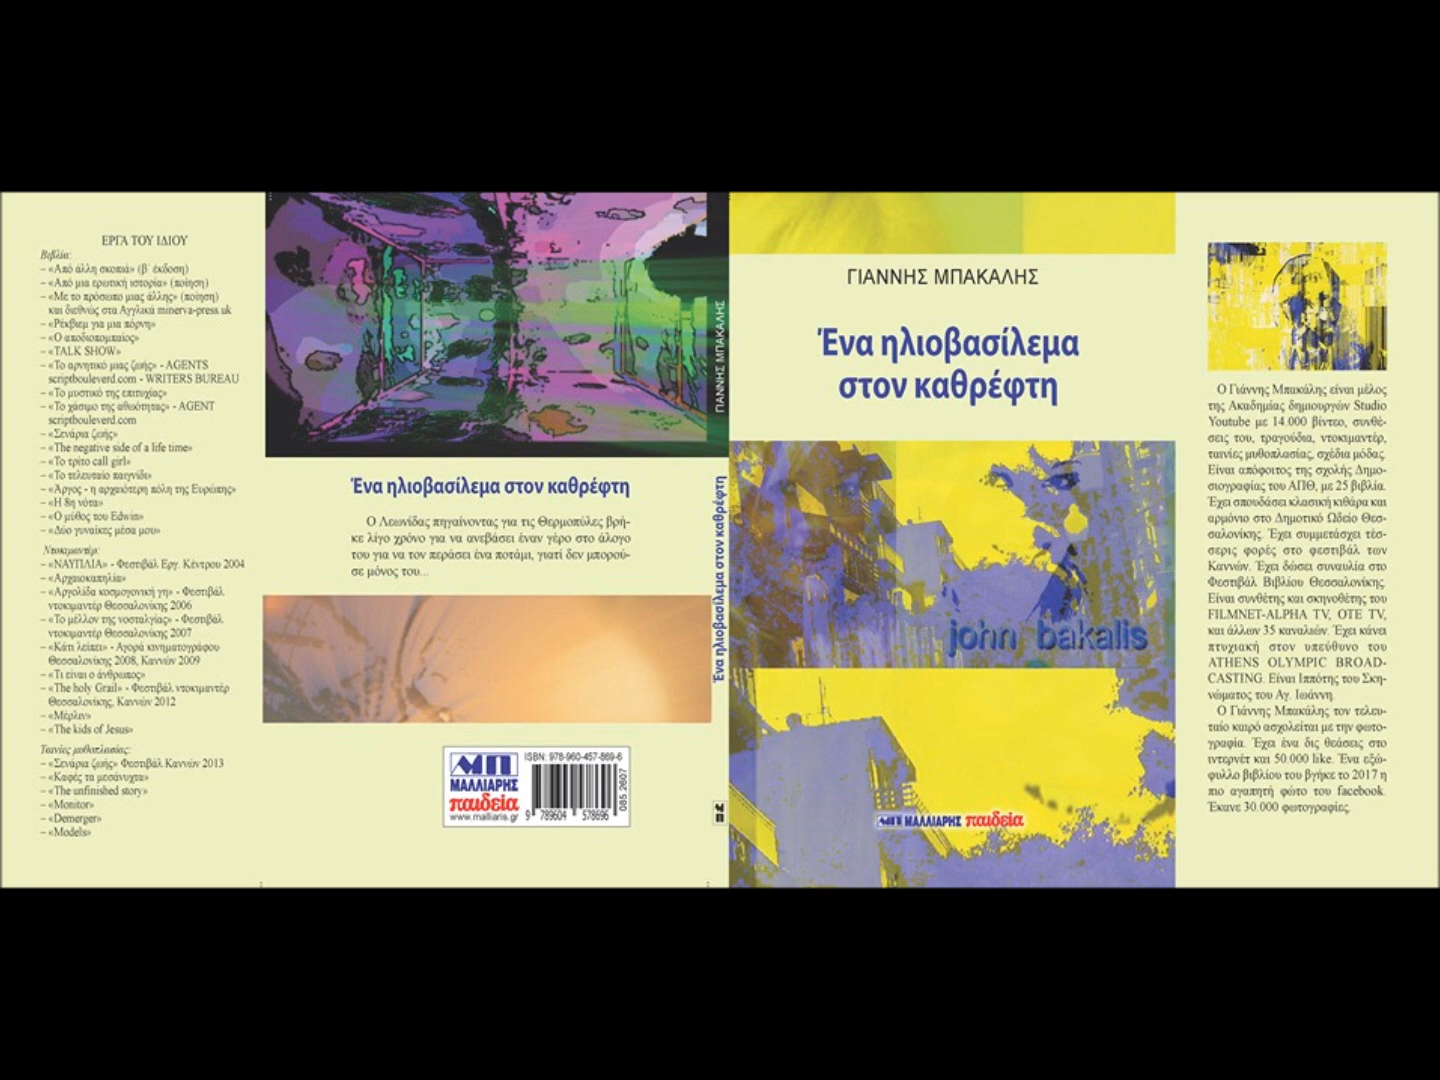 ΕΡΓΑ ΤΟΥ ΙΔΙΟΥ
Βιβλία:
– «Από άλλη σκοπιά» (β΄ έκδοση)
– «Από μια ερωτική ιστορία» (ποίηση)
– «Με το πρόσωπο μιας άλλης» (ποίηση)
και διεθνώς στα Αγγλικά minerva-press.uk
– «Ρέκβιεμ για μια πόρνη»
– «Ο αποδιοπομπαίος»
– «TALK SHOW»
– «Το αρνητικό μιας ζωής» - AGENTS
scriptbouleverd.com - WRITERS BUREAU
– «Το μυστικό της επιτυχίας»
– «Το χάσιμο της αθωότητας» - AGENT
scriptbouleverd.com
– «Σενάρια ζωής»
– «The negative side of a life time»
– «Το τρίτο call girl»
– «Το τελευταίο παιγνίδι»
– «Άργος - η αρχαιότερη πόλη της Ευρώπης»
– «Η 8η νότα»
– «Ο μύθος του Edwin»
– «Δύο γυναίκες μέσα μου»
Ντοκιμαντέρ:
– «ΝΑΥΠΛΙΑ» - Φεστιβάλ Εργ. Κέντρου 2004
– «Αρχαιοκαπηλία»
– «Αργολίδα κοσμογονική γη» - Φεστιβάλ
ντοκιμαντέρ Θεσσαλονίκης 2006
– «Το μέλλον της νοσταλγίας» - Φεστιβάλ
ντοκιμαντέρ Θεσσαλονίκης 2007
– «Κάτι λείπει» - Αγορά κινηματογράφου
Θεσσαλονίκης 2008, Καννών 2009
– «Τι είναι ο άνθρωπος»
– «The holy Grail» - Φεστιβάλ ντοκιμαντέρ
Θεσσαλονίκης, Καννών 2012
– «Μέρλιν»
– «The kids of Jesus»
Ταινίες μυθοπλασίας:
– «Σενάρια ζωής» Φεστιβάλ Καννών 2013
– «Καφές τα μεσάνυχτα»
– «The unfinished story»
– «Monitor»
– «Demerger»
– «Models»
Ένα ηλιοβασίλεμα στον καθρέφτη
Ο Λεωνίδας πηγαίνοντας για τις Θερμοπύλες βρή-
κε λίγο χρόνο για να ανεβάσει έναν γέρο στο άλογο
του για να τον περάσει ένα ποτάμι, γιατί δεν μπορού-
σε μόνος του...
ΜΠ
ΜΑΛΛΙΑΡΗΣ
παιδεία
www.malliaris.gr
ISBN: 978-960-457-869-6
9 789604 578696
085 2607
ΓΙΑΝΝΗΣ ΜΠΑΚΑΛΗΣ
Ένα ηλιοβασίλεμα στον καθρέφτη
ΓΙΑΝΝΗΣ ΜΠΑΚΑΛΗΣ
Ένα ηλιοβασίλεμα
στον καθρέφτη
john bakalis
ΜΠ ΜΑΛΛΙΑΡΗΣ παιδεία
Ο Γιάννης Μπακάλης είναι μέλος
της Ακαδημίας δημιουργών Studio
Youtube με 14.000 βίντεο, συνθέ-
σεις του, τραγούδια, ντοκιμαντέρ,
ταινίες μυθοπλασίας, σχέδια μόδας.
Είναι απόφοιτος της σχολής Δημο-
σιογραφίας του ΑΠΘ, με 25 βιβλία.
Έχει σπουδάσει κλασική κιθάρα και
αρμόνιο στο Δημοτικό Ωδείο Θεσ-
σαλονίκης. Έχει συμμετάσχει τέσ-
σερις φορές στο φεστιβάλ των
Καννών. Έχει δώσει συναυλία στο
Φεστιβάλ Βιβλίου Θεσσαλονίκης.
Είναι συνθέτης και σκηνοθέτης του
FILMNET-ALPHA TV, OTE TV,
και άλλων 35 καναλιών. Έχει κάνει
πτυχιακή στον υπεύθυνο του
ATHENS OLYMPIC BROAD-
CASTING. Είναι Ιππότης του Σκη-
νώματος του Αγ. Ιωάννη.
Ο Γιάννης Μπακάλης τον τελευ-
ταίο καιρό ασχολείται με την φωτο-
γραφία. Έχει ένα δις θεάσεις στο
ιντερνέτ και 50.000 like. Ένα εξώ-
φυλλο βιβλίου του βγήκε το 2017 η
πιο αγαπητή φώτο του facebook.
Έκανε 30.000 φωτογραφίες.